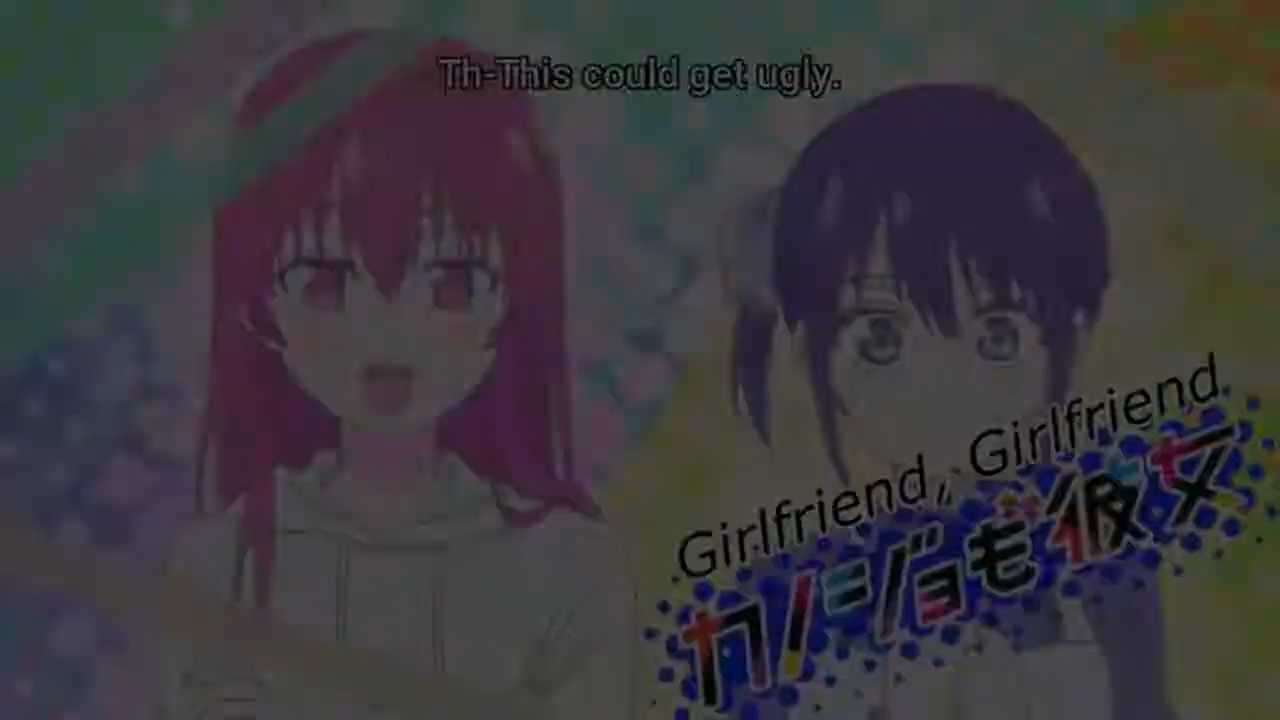 Th-This could get ugly.
Girlfriend, Girlfriend
カノジョも彼女